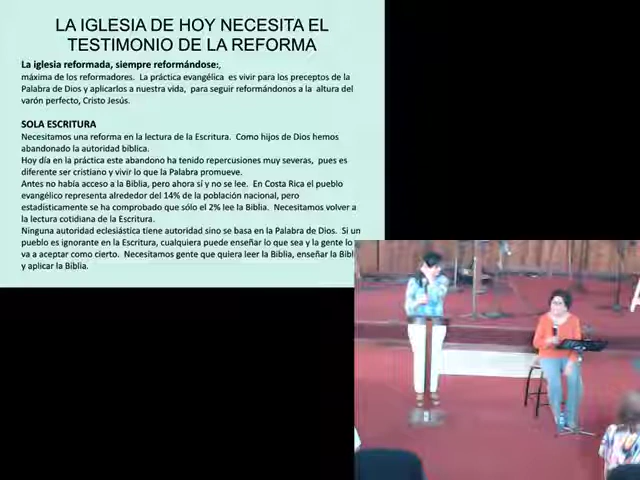 LA IGLESIA DE HOY NECESITA EL
TESTIMONIO DE LA REFORMA
La iglesia reformada, siempre reformándose:,
máxima de los reformadores. La práctica evangélica es vivir para los preceptos de la
Palabra de Dios y aplicarlos a nuestra vida, para seguir reformándonos a la altura del
varón perfecto, Cristo Jesús.
SOLA ESCRITURA
Necesitamos una reforma en la lectura de la Escritura. Como hijos de Dios hemos
abandonado la autoridad bíblica.
Hoy día en la práctica este abandono ha tenido repercusiones muy severas, pues es
diferente ser cristiano y vivir lo que la Palabra promueve.
Antes no había acceso a la Biblia, pero ahora sí y no se lee. En Costa Rica el pueblo
evangélico representa alrededor del 14% de la población nacional, pero
estadísticamente se ha comprobado que sólo el 2% lee la Biblia. Necesitamos volver a
la lectura cotidiana de la Escritura.
Ninguna autoridad eclesiástica tiene autoridad sino se basa en la Palabra de Dios. Si un
pueblo es ignorante en la Escritura, cualquiera puede enseñar lo que sea y la gente lo
va a aceptar como cierto. Necesitamos gente que quiera leer la Biblia, enseñar la Bibl
y aplicar la Biblia.